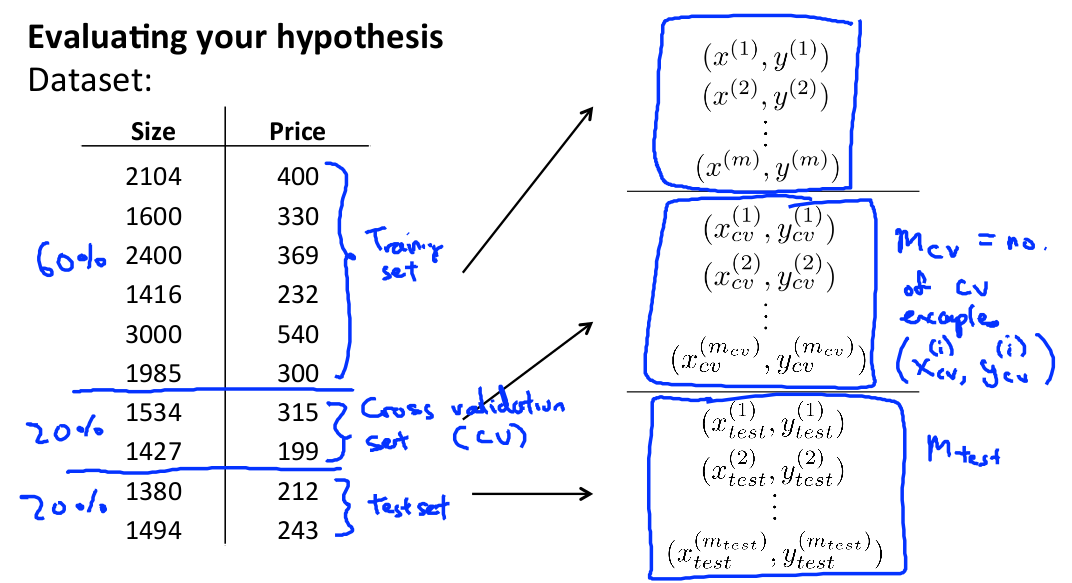 Evaluating your hypothesis
Dataset:
Size Price
2104 400
1600 330
2400 369
1416 232
3000 540
1985 300
1534 315
1427 199
1380 212
1494 243
60%
20%
20%
Training
set
Cross validation
set (CV)
test set
(x^{(1)}, y^{(1)})
(x^{(2)}, y^{(2)})
⋮
(x^{(m)}, y^{(m)})
(x_{cv}^{(1)}, y_{cv}^{(1)})
(x_{cv}^{(2)}, y_{cv}^{(2)})
⋮
(x_{cv}^{(m_{cv})}, y_{cv}^{(m_{cv})})
m_{cv} = no.
of CV
examples
(x_{cv}^{(i)}, y_{cv}^{(i)})
(x_{test}^{(1)}, y_{test}^{(1)})
(x_{test}^{(2)}, y_{test}^{(2)})
⋮
(x_{test}^{(m_{test})}, y_{test}^{(m_{test})})
m_{test}